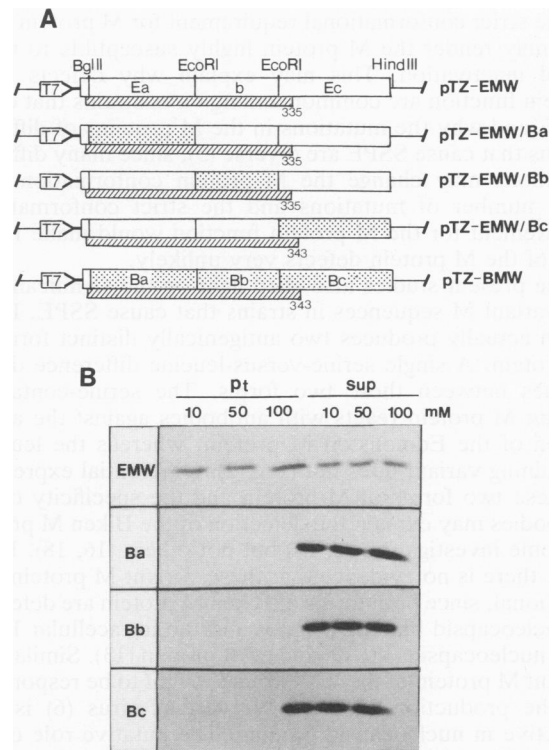 A
BglII EcoRI EcoRI HindIII
T7 Ea b Ec pTZ-EMW
335
T7 pTZ-EMW/Ba
335
T7 pTZ-EMW/Bb
335
T7 pTZ-EMW/Bc
343
T7 Ba Bb Bc pTZ-BMW
343
B
pt sup
10 50 100 10 50 100 mM
EMW
Ba
Bb
Bc